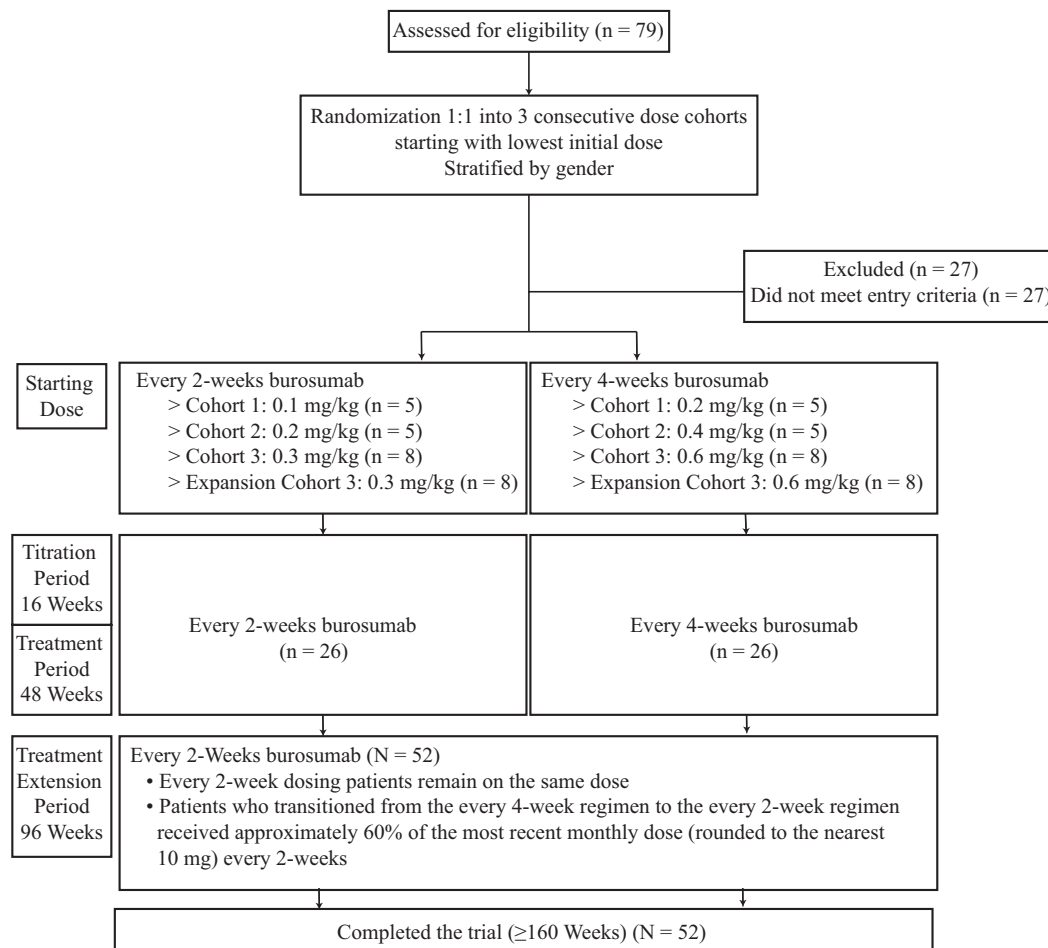 Assessed for eligibility (n = 79)
Randomization 1:1 into 3 consecutive dose cohorts
starting with lowest initial dose
Stratified by gender
Excluded (n = 27)
Did not meet entry criteria (n = 27)
Starting
Dose
Every 2-weeks burosumab
> Cohort 1: 0.1 mg/kg (n = 5)
> Cohort 2: 0.2 mg/kg (n = 5)
> Cohort 3: 0.3 mg/kg (n = 8)
> Expansion Cohort 3: 0.3 mg/kg (n = 8)
Every 4-weeks burosumab
> Cohort 1: 0.2 mg/kg (n = 5)
> Cohort 2: 0.4 mg/kg (n = 5)
> Cohort 3: 0.6 mg/kg (n = 8)
> Expansion Cohort 3: 0.6 mg/kg (n = 8)
Titration
Period
16 Weeks
Treatment
Period
48 Weeks
Every 2-weeks burosumab
(n = 26)
Every 4-weeks burosumab
(n = 26)
Treatment
Extension
Period
96 Weeks
Every 2-Weeks burosumab (N = 52)
• Every 2-week dosing patients remain on the same dose
• Patients who transitioned from the every 4-week regimen to the every 2-week regimen
received approximately 60% of the most recent monthly dose (rounded to the nearest
10 mg) every 2-weeks
Completed the trial (≥160 Weeks) (N = 52)